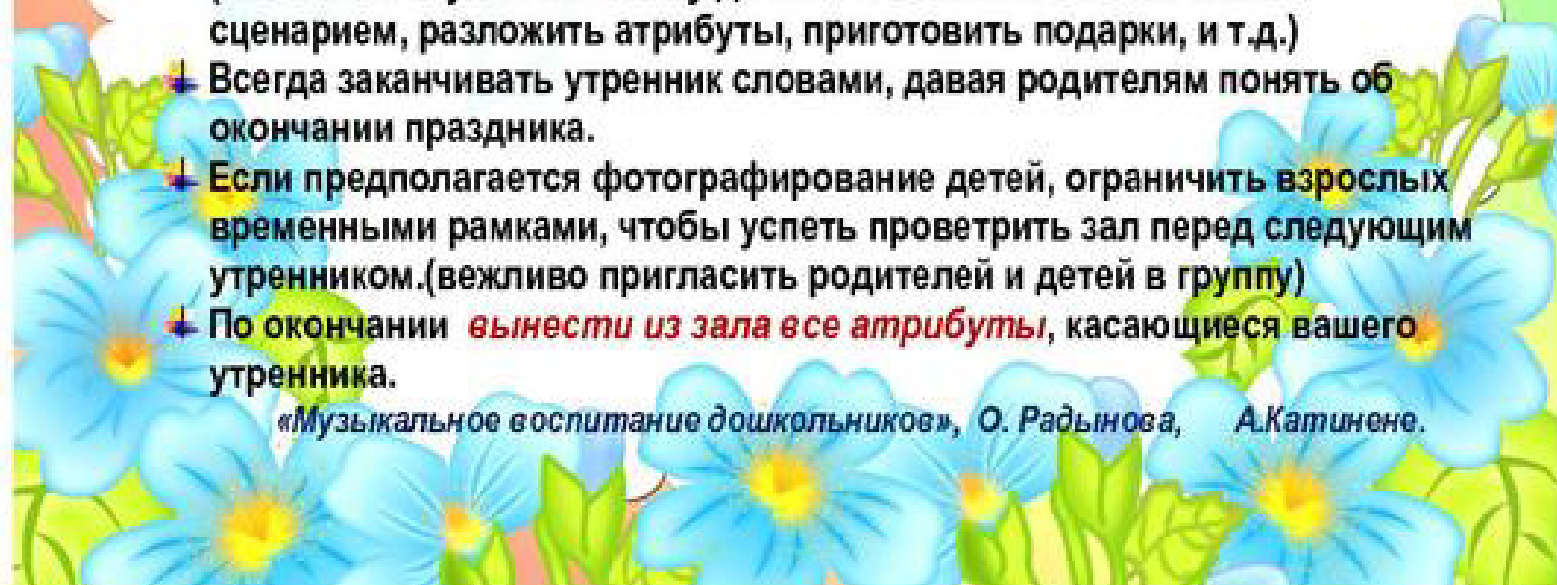 сценарием, разложить атрибуты, приготовить подарки, и т.д.)
Всегда заканчивать утренник словами, давая родителям понять об
окончании праздника.
Если предполагается фотографирование детей, ограничить взрослых
временными рамками, чтобы успеть проветрить зал перед следующим
утренником.(вежливо пригласить родителей и детей в группу)
По окончании вынести из зала все атрибуты, касающиеся вашего
утренника.
«Музыкальное воспитание дошкольников», О. Радынова, А.Катинене.